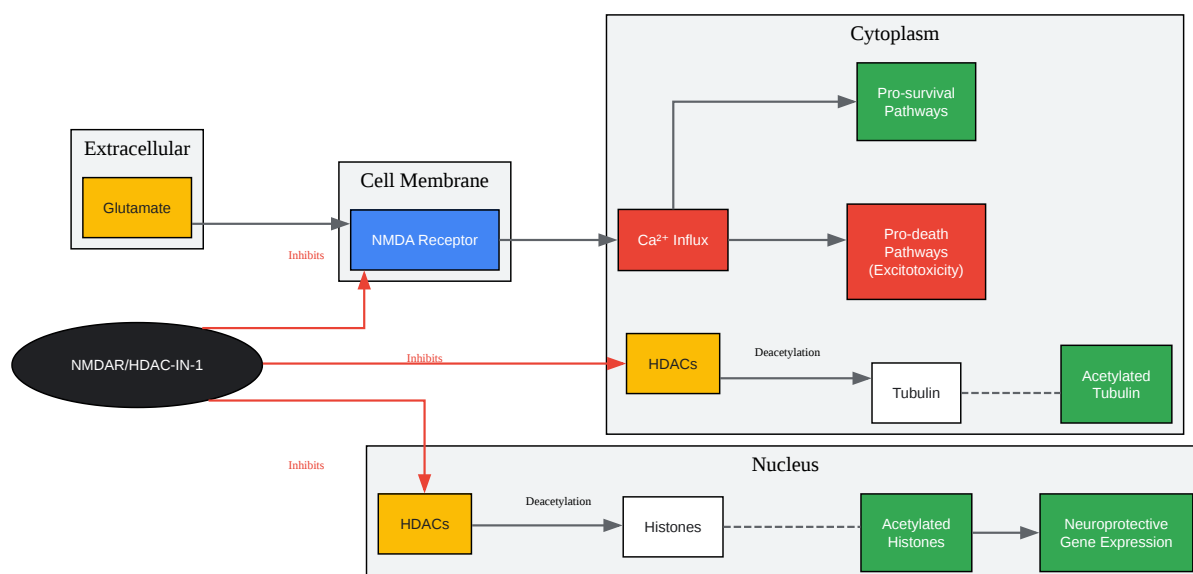 Cytoplasm
Pro-survival
Pathways
Extracellular
Glutamate
Cell Membrane
NMDA Receptor
Inhibits
Ca²⁺ Influx
Pro-death
Pathways
(Excitotoxicity)
NMDAR/HDAC-IN-1
Inhibits
HDACs
Deacetylation
Tubulin
Acetylated
Tubulin
Inhibits
Nucleus
HDACs
Deacetylation
Histones
Acetylated
Histones
Neuroprotective
Gene Expression